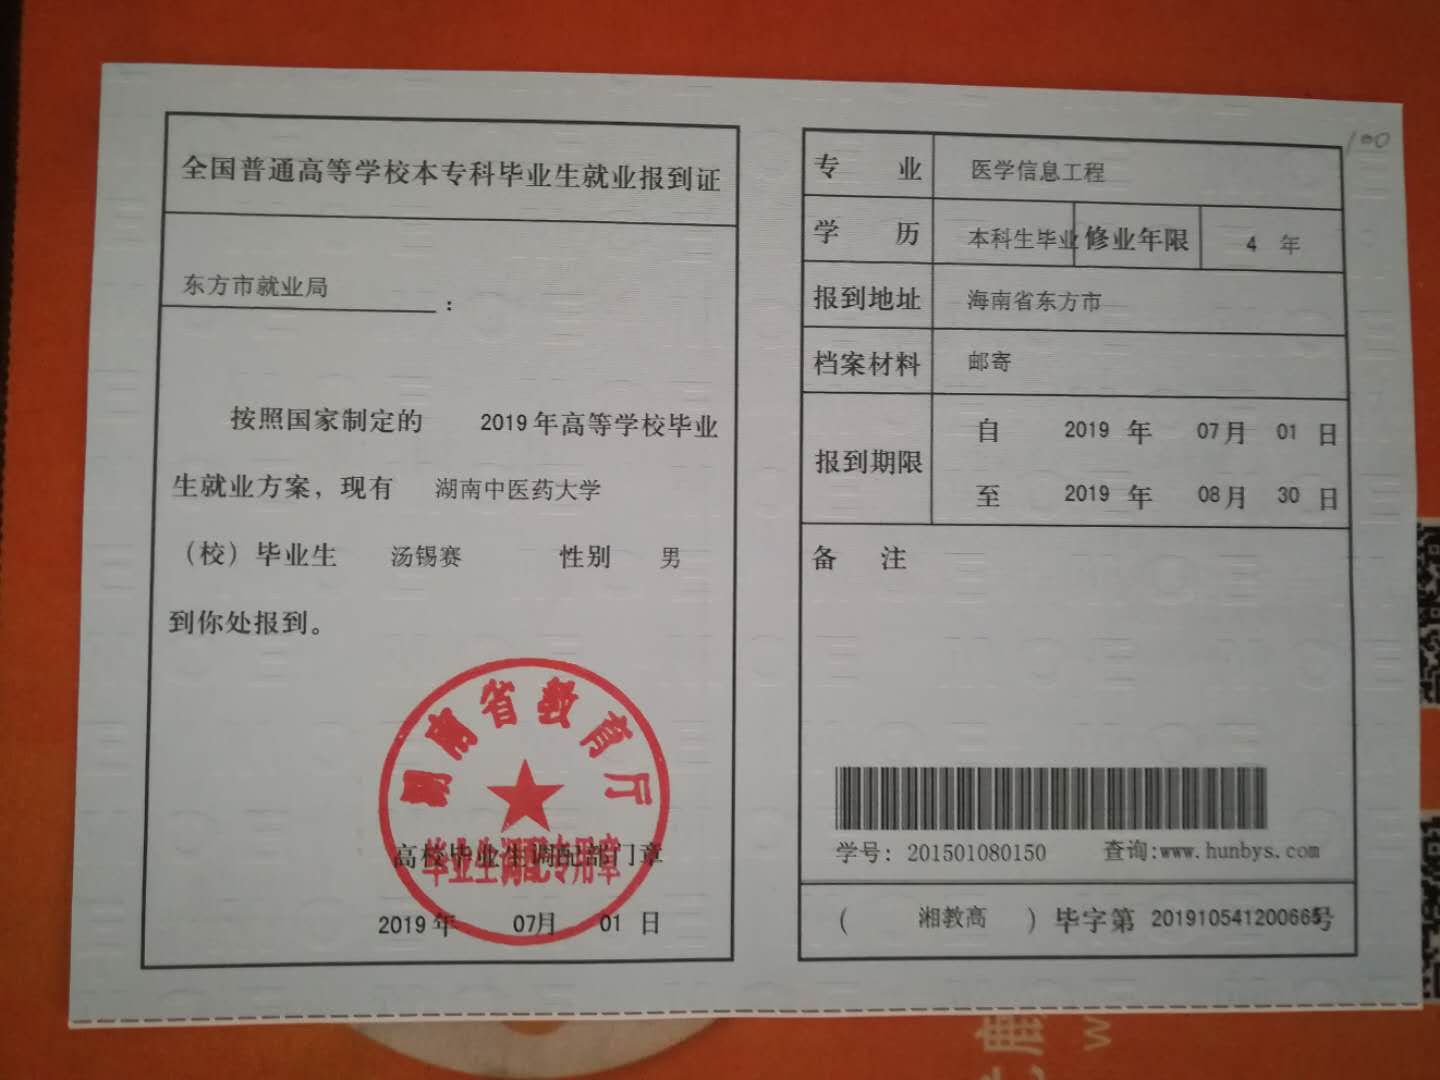 全国普通高等学校本专科毕业生就业报到证
东方市就业局 :
按照国家制定的 2019年高等学校毕业
生就业方案，现有 湖南中医药大学
（校）毕业生 汤锡赛 性别 男
到你处报到。
湖南省教育厅
毕业生调配专用章
高校毕业生调配部门章
2019 年 07月 01 日
100
专 业 医学信息工程
学 历 本科生毕业 修业年限 4 年
报到地址 海南省东方市
档案材料 邮寄
报到期限 自 2019 年 07月 01 日
至 2019 年 08月 30 日
备 注
学号: 201501080150 查询:www.hunbys.com
( 湘教高 ) 毕字第 201910541200665号